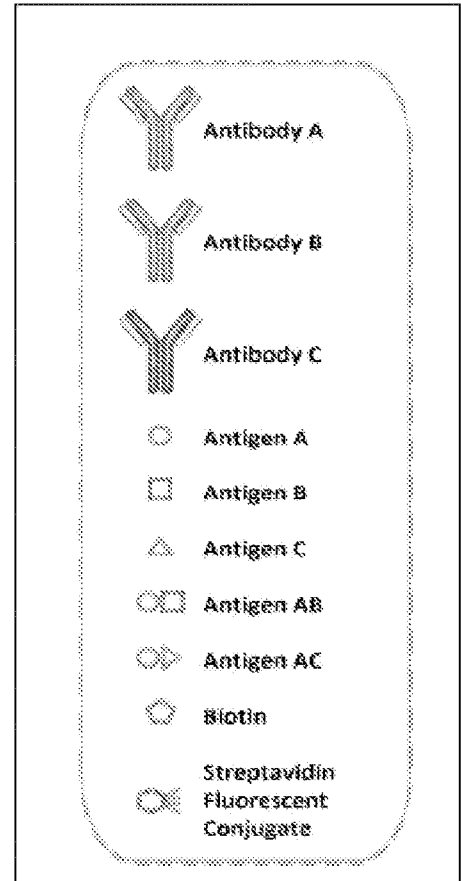 Antibody A
Antibody B
Antibody C
Antigen A
Antigen B
Antigen C
Antigen AB
Antigen AC
Biotin
Streptavidin
Fluorescent
Conjugate